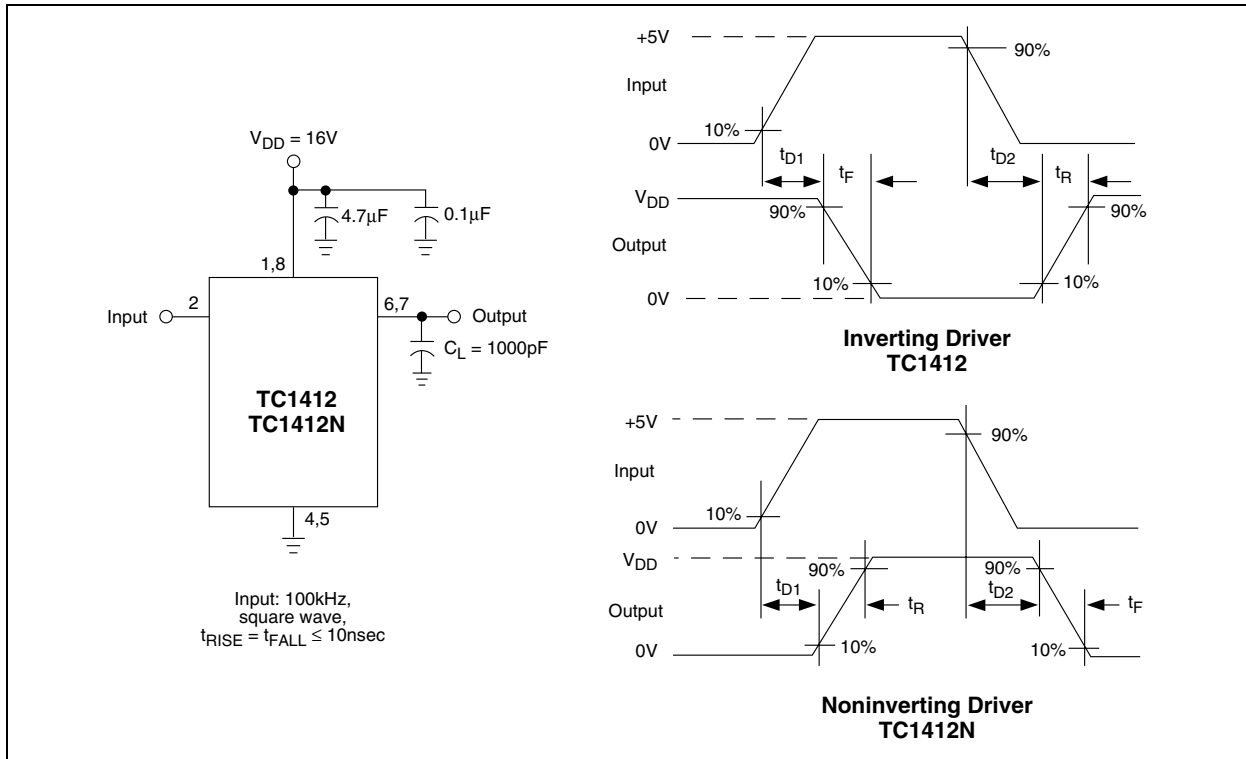 V_DD = 16V
4.7µF
0.1µF
1,8
2
6,7
Input
Output
C_L = 1000pF
TC1412
TC1412N
4,5
Input: 100kHz,
square wave,
t_RISE = t_FALL ≤ 10nsec
+5V
90%
Input
10%
0V
t_D1
t_F
t_D2
t_R
V_DD
90%
90%
Output
10%
10%
0V
Inverting Driver
TC1412
+5V
90%
Input
10%
0V
V_DD
90%
90%
t_D1
t_R
t_D2
t_F
Output
10%
10%
0V
Noninverting Driver
TC1412N